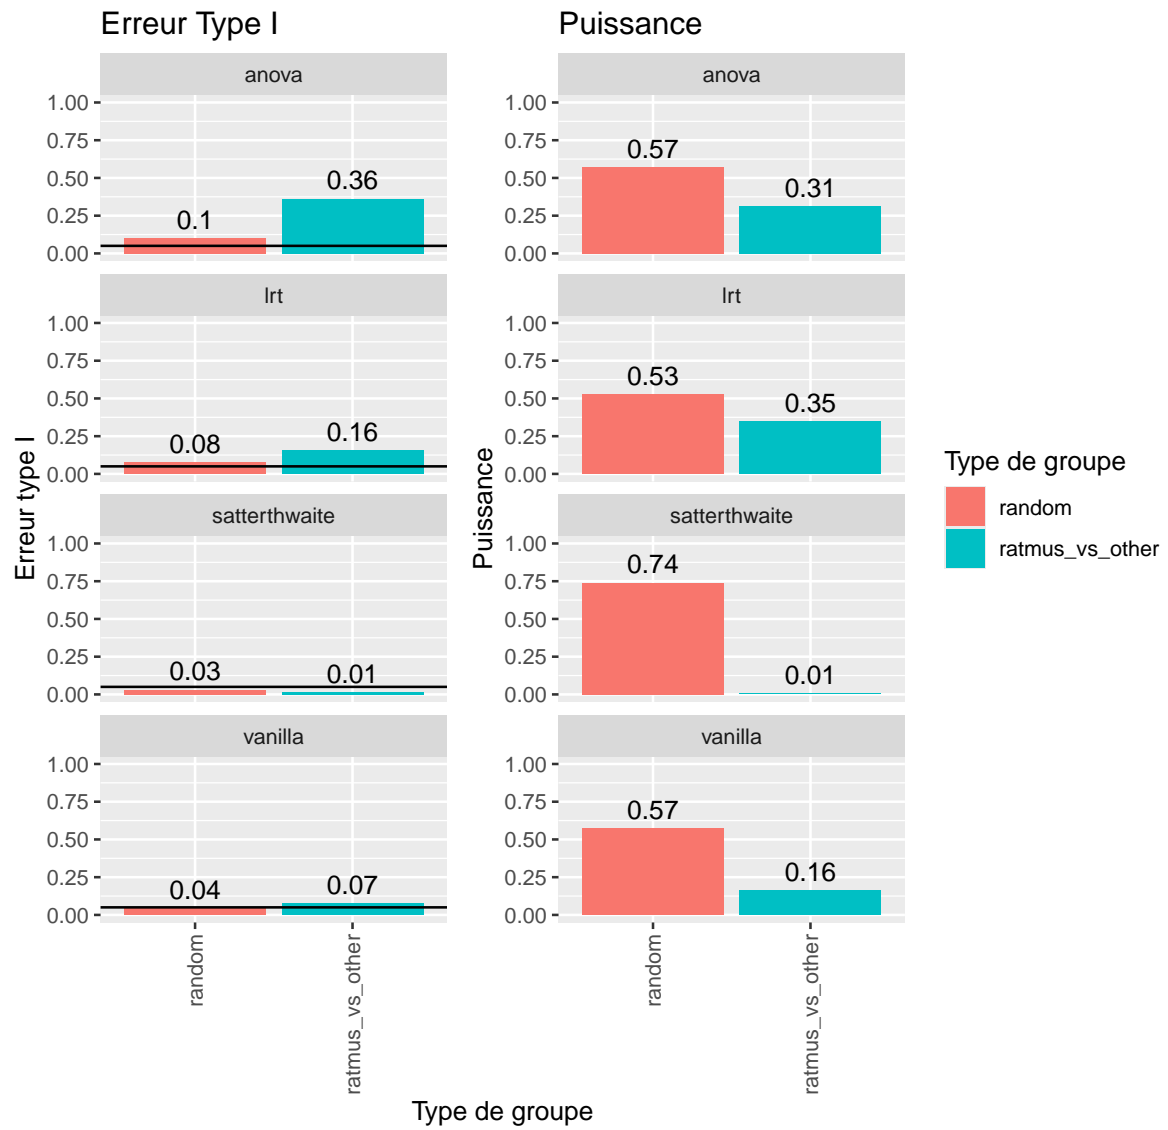 Erreur Type I
Puissance
anova
anova
1.00
0.75
0.50
0.25
0.00
0.1
0.36
1.00
0.75
0.50
0.25
0.00
0.57
0.31
lrt
lrt
1.00
0.75
0.50
0.25
0.00
0.08
0.16
1.00
0.75
0.50
0.25
0.00
0.53
0.35
satterthwaite
satterthwaite
1.00
0.75
0.50
0.25
0.00
0.03
0.01
1.00
0.75
0.50
0.25
0.00
0.74
0.01
vanilla
vanilla
1.00
0.75
0.50
0.25
0.00
0.04
0.07
1.00
0.75
0.50
0.25
0.00
0.57
0.16
Erreur type I
Puissance
random
ratmus_vs_other
random
ratmus_vs_other
Type de groupe
Type de groupe
random
ratmus_vs_other